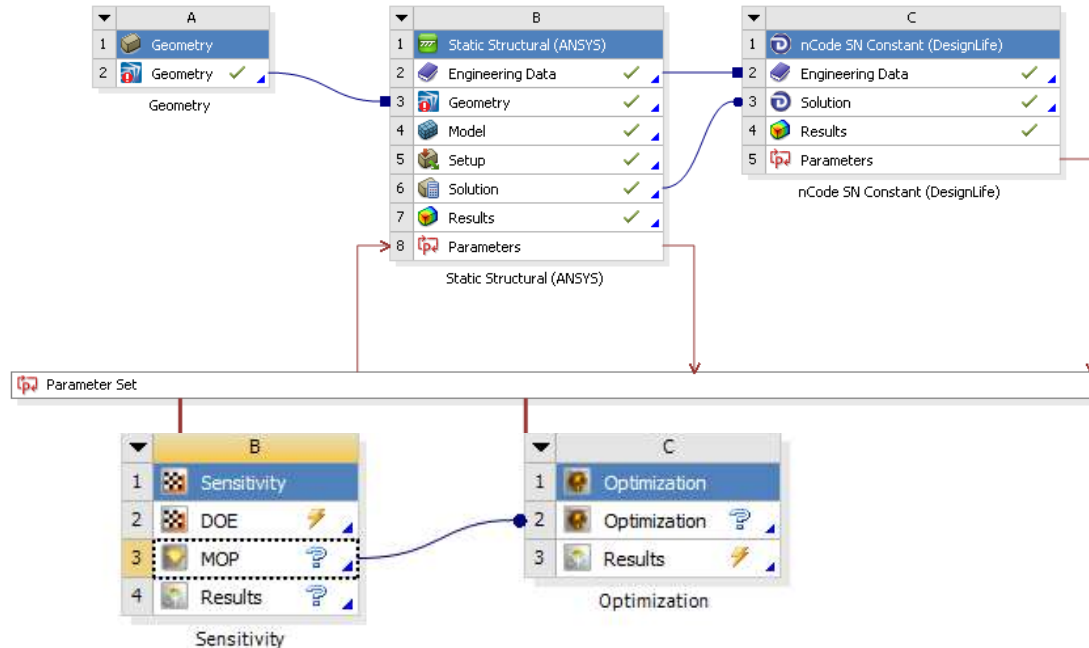 A
1 Geometry
2 Geometry
Geometry
B
1 Static Structural (ANSYS)
2 Engineering Data
3 Geometry
4 Model
5 Setup
6 Solution
7 Results
8 Parameters
Static Structural (ANSYS)
C
1 nCode SN Constant (DesignLife)
2 Engineering Data
3 Solution
4 Results
5 Parameters
nCode SN Constant (DesignLife)
Parameter Set
B
1 Sensitivity
2 DOE
3 MOP
4 Results
Sensitivity
C
1 Optimization
2 Optimization
3 Results
Optimization